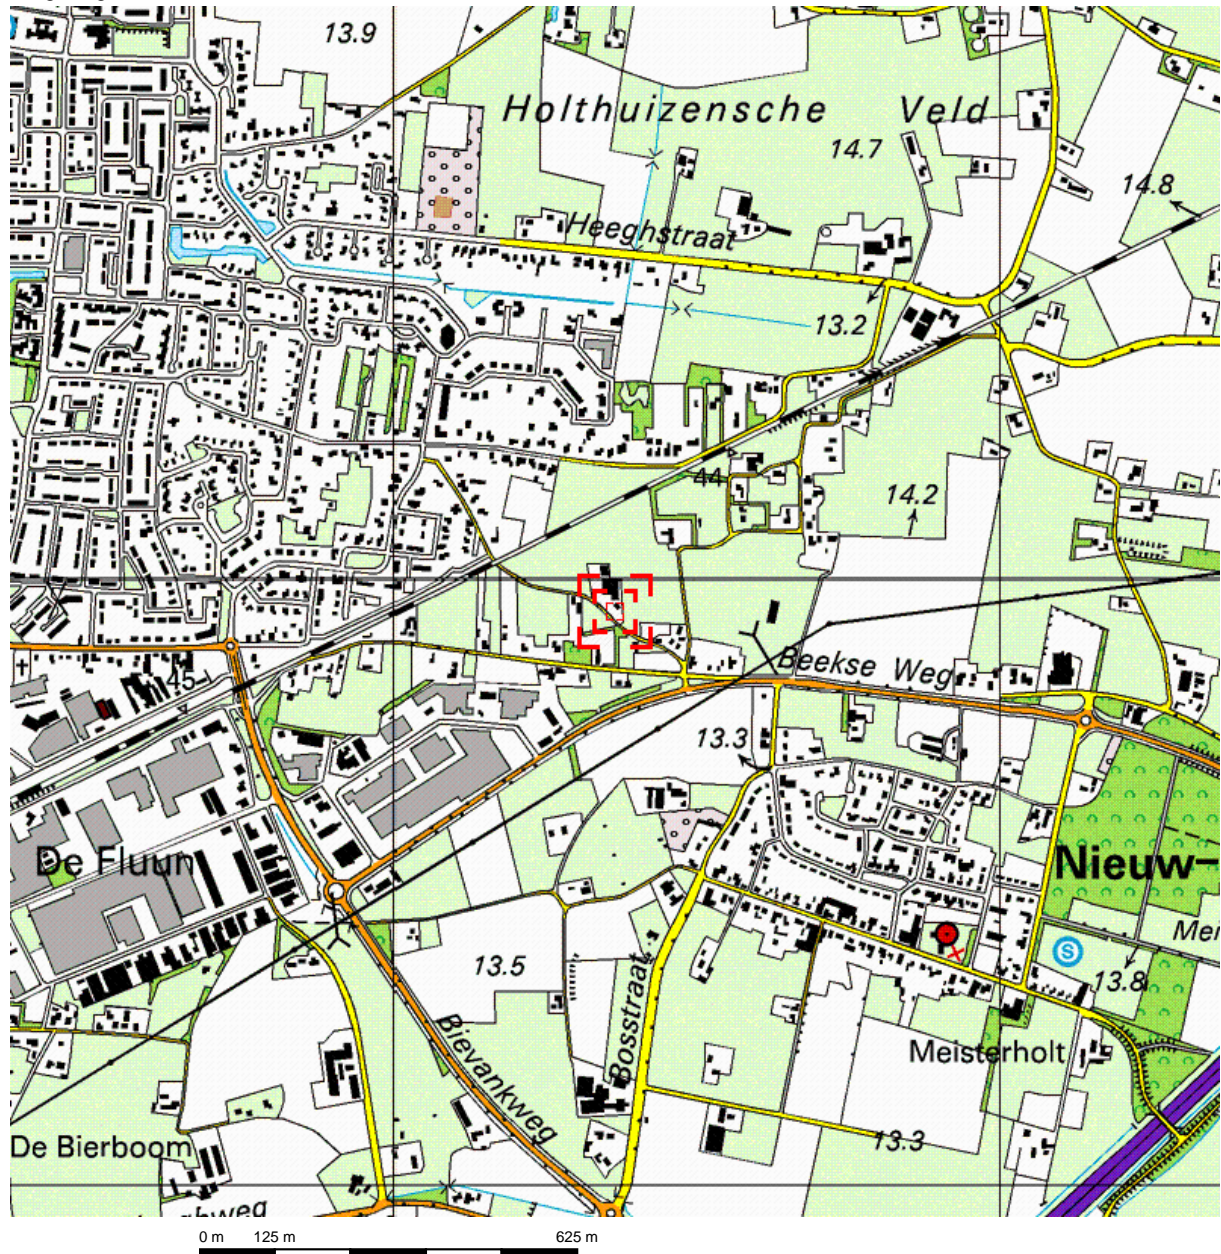 13.9
Holthuizensche Veld
14.7
14.8
Heeghstraat
13.2
44
14.2
Beekse Weg
45
13.3
De Fluun
Nieuw-
S
13.5
13.8
Bosstraat
Bievankweg
Meisterholt
13.3
De Bierboom
0 m 125 m 625 m